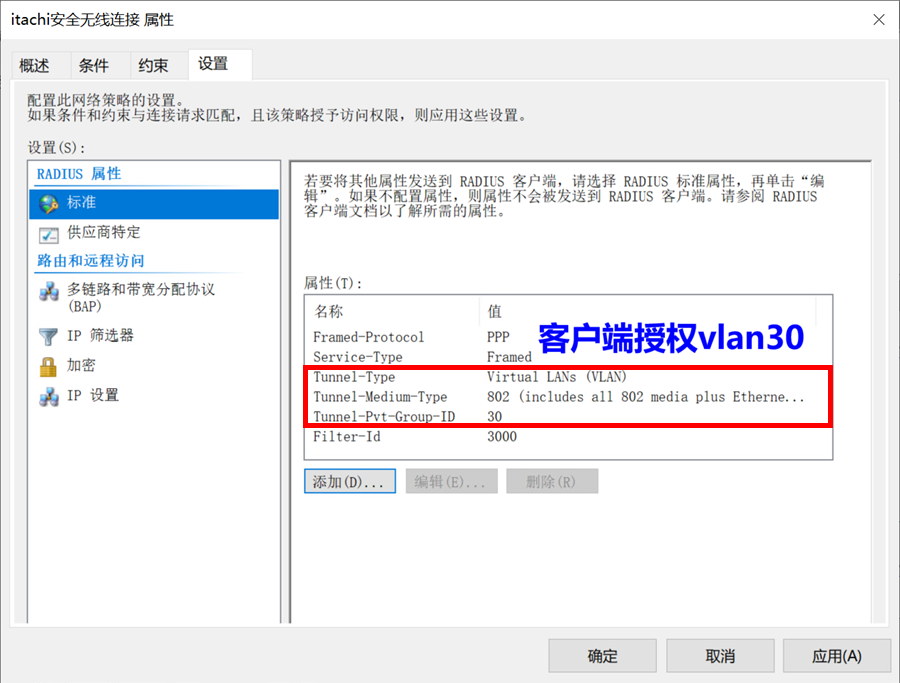 itachi安全无线连接 属性
概述 条件 约束 设置
配置此网络策略的设置。
如果条件和约束与连接请求匹配，且该策略授予访问权限，则应用这些设置。
设置(S):
RADIUS 属性
标准
供应商特定
路由和远程访问
多链路和带宽分配协议
(BAP)
IP 筛选器
加密
IP 设置
若要将其他属性发送到 RADIUS 客户端，请选择 RADIUS 标准属性，再单击“编
辑”。如果不配置属性，则属性不会被发送到 RADIUS 客户端。请参阅 RADIUS
客户端文档以了解所需的属性。
属性(T):
名称 值
Framed-Protocol PPP
客户端授权vlan30
Service-Type Framed
Tunnel-Type Virtual LANs (VLAN)
Tunnel-Medium-Type 802 (includes all 802 media plus Etherne...
Tunnel-Pvt-Group-ID 30
Filter-Id 3000
添加(D)... 编辑(E)... 删除(R)
确定 取消 应用(A)